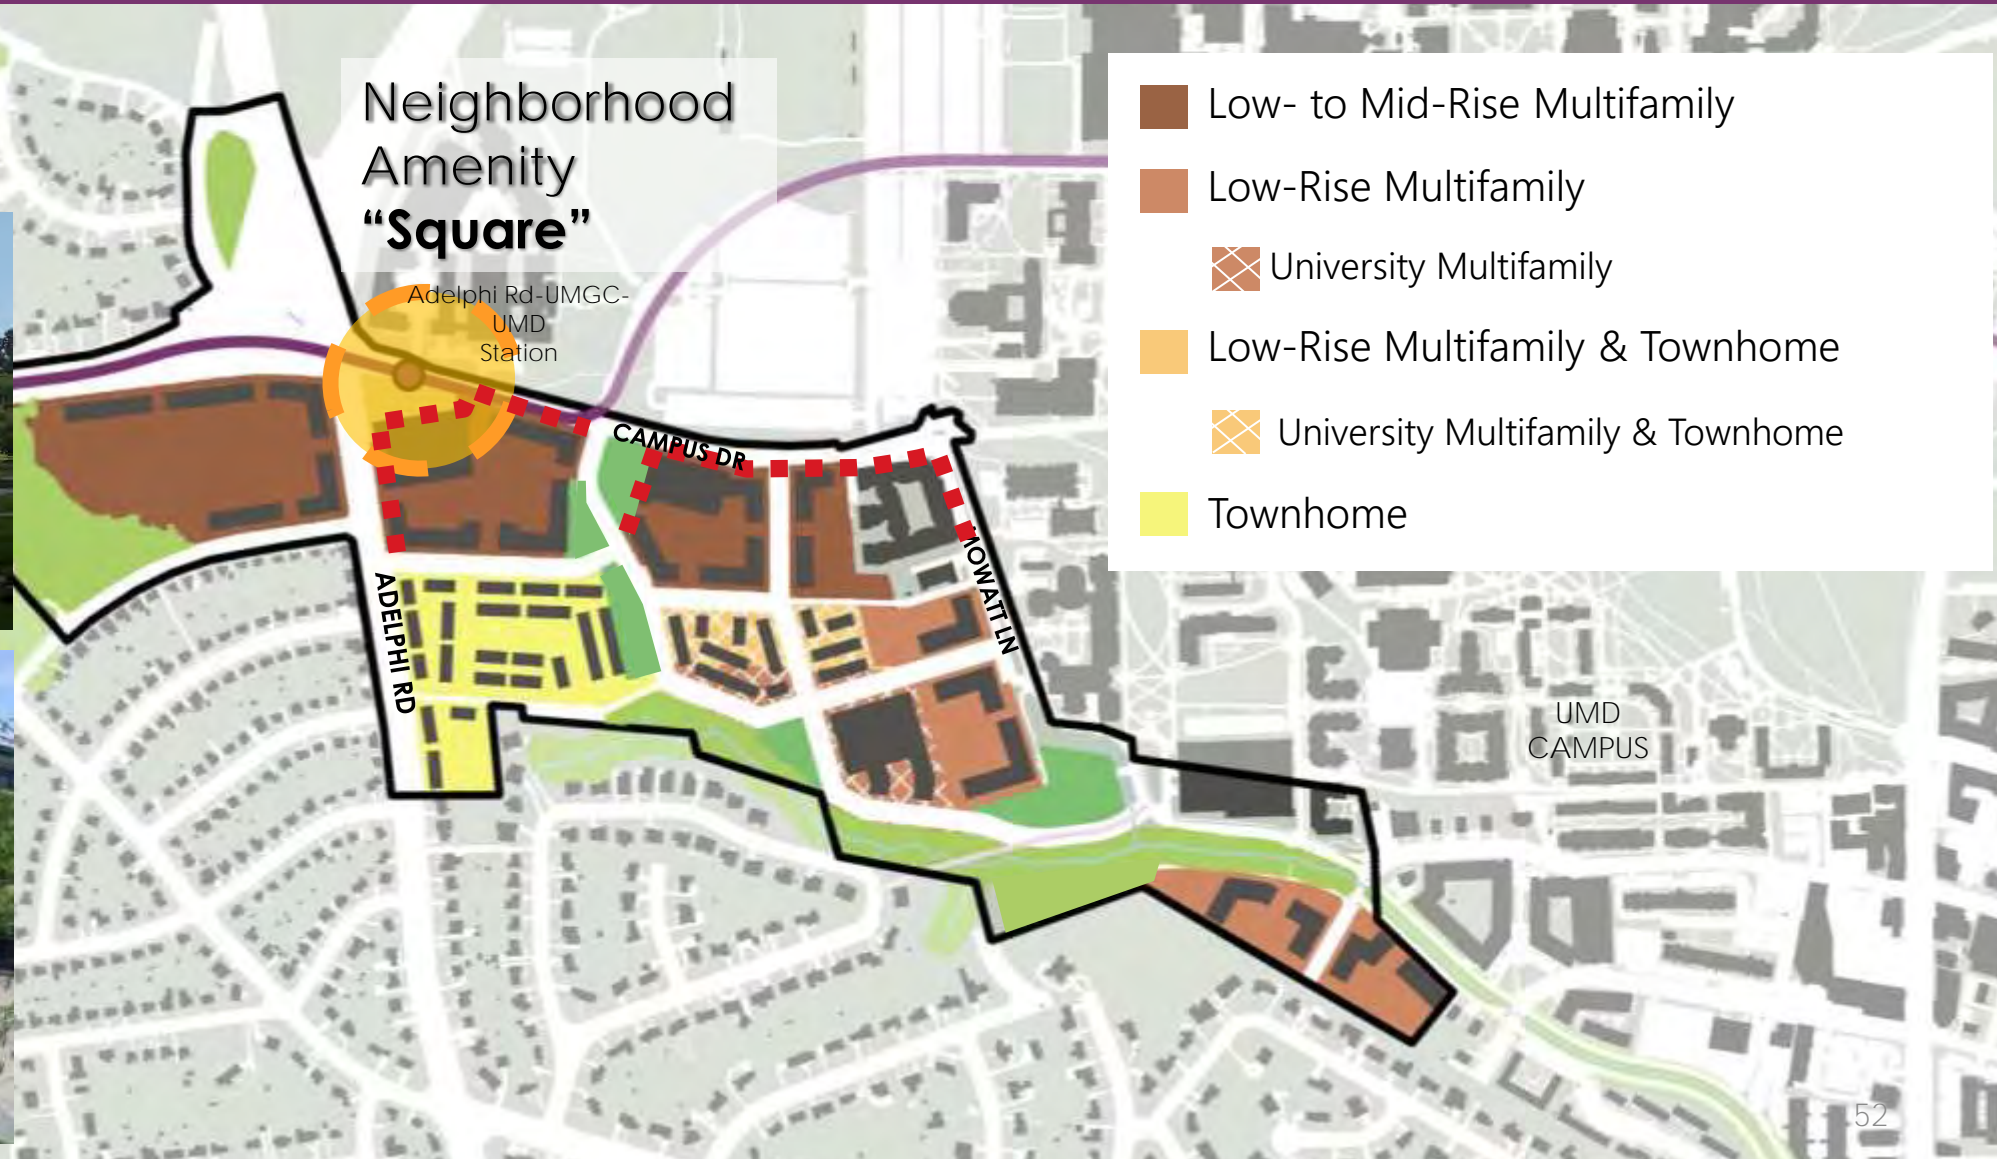 Neighborhood
Amenity
“Square”
Adelphi Rd-UMGC-
UMD
Station
CAMPUS DR
ADELPHI RD
MOWATT LN
Low- to Mid-Rise Multifamily
Low-Rise Multifamily
University Multifamily
Low-Rise Multifamily & Townhome
University Multifamily & Townhome
Townhome
UMD
CAMPUS
52